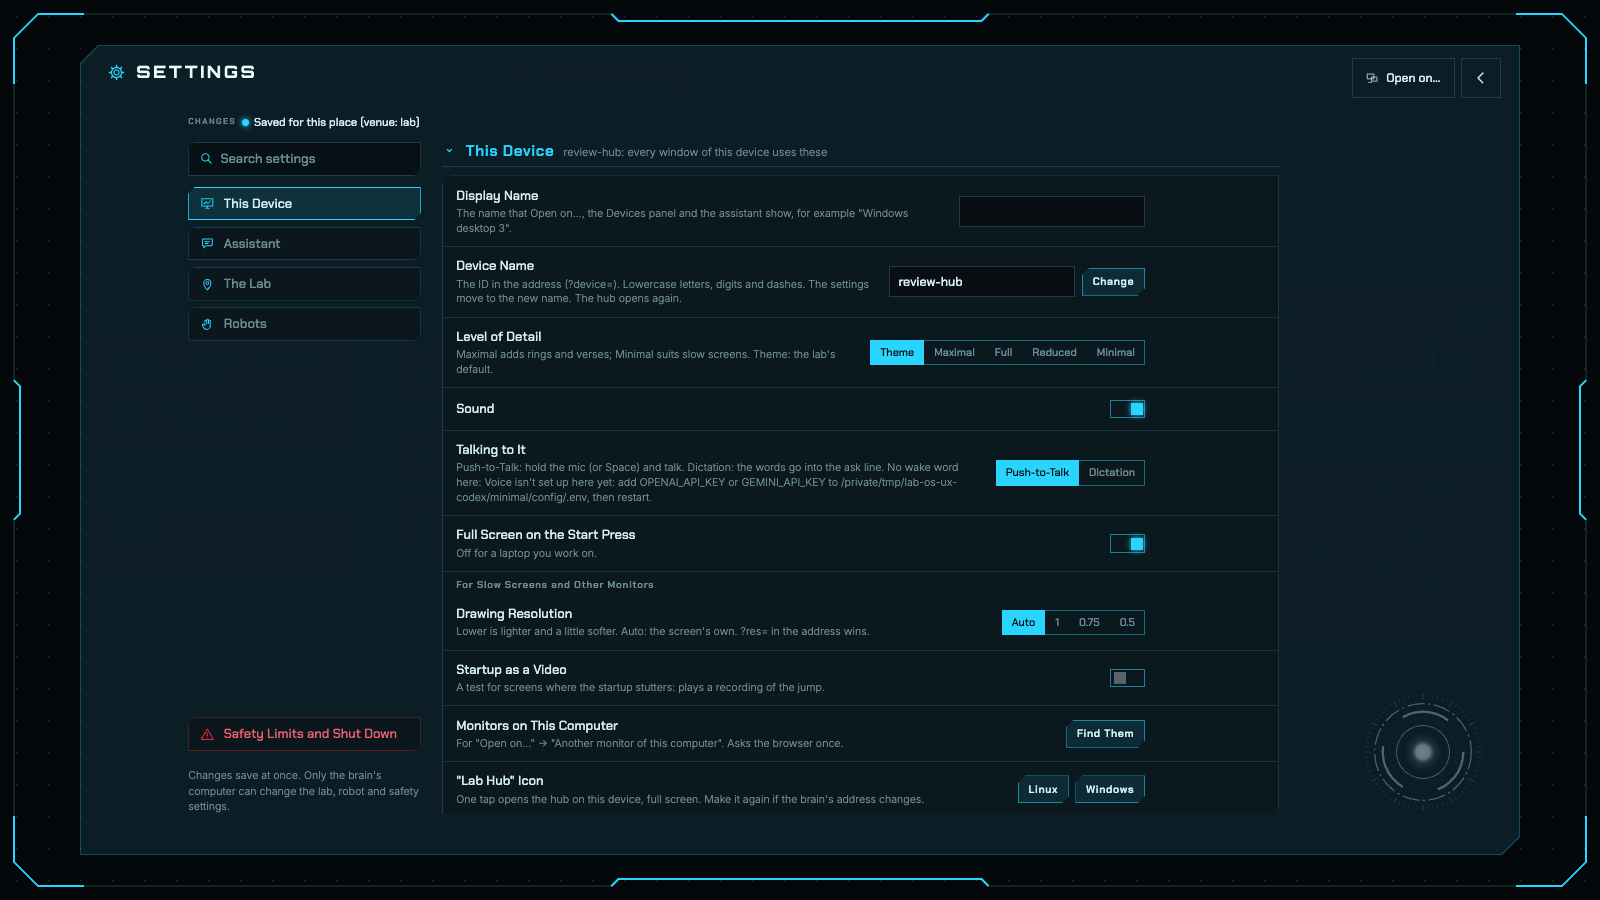 SETTINGS
Open on...
CHANGES Saved for this place (venue: lab)
Search settings
This Device
Assistant
The Lab
Robots
Safety Limits and Shut Down
Changes save at once. Only the brain's
computer can change the lab, robot and safety
settings.
This Device review-hub: every window of this device uses these
Display Name
The name that Open on..., the Devices panel and the assistant show, for example "Windows
desktop 3".
Device Name
The ID in the address (?device=). Lowercase letters, digits and dashes. The settings
move to the new name. The hub opens again.
review-hub
Change
Level of Detail
Maximal adds rings and verses; Minimal suits slow screens. Theme: the lab's
default.
Theme Maximal Full Reduced Minimal
Sound
Talking to It
Push-to-Talk: hold the mic (or Space) and talk. Dictation: the words go into the ask line. No wake word
here: Voice isn't set up here yet: add OPENAI_API_KEY or GEMINI_API_KEY to /private/tmp/lab-os-ux-
codex/minimal/config/.env, then restart.
Push-to-Talk Dictation
Full Screen on the Start Press
Off for a laptop you work on.
For Slow Screens and Other Monitors
Drawing Resolution
Lower is lighter and a little softer. Auto: the screen's own. ?res= in the address wins.
Auto 1 0.75 0.5
Startup as a Video
A test for screens where the startup stutters: plays a recording of the jump.
Monitors on This Computer
For "Open on..." → "Another monitor of this computer". Asks the browser once.
Find Them
"Lab Hub" Icon
One tap opens the hub on this device, full screen. Make it again if the brain's address changes.
Linux Windows